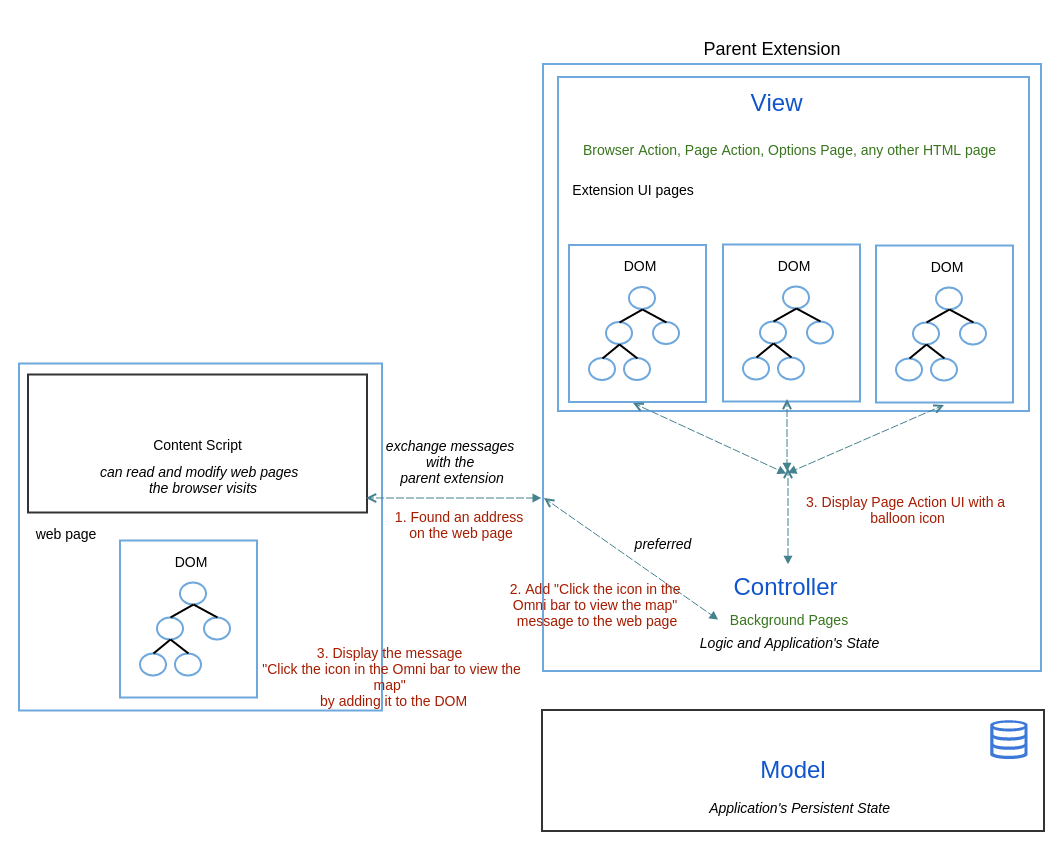 Parent Extension
View
Browser Action, Page Action, Options Page, any other HTML page
Extension UI pages
DOM
DOM
DOM
Content Script
can read and modify web pages
the browser visits
web page
DOM
exchange messages
with the
parent extension
1. Found an address
on the web page
preferred
2. Add "Click the icon in the
Omni bar to view the map"
message to the web page
3. Display Page Action UI with a
balloon icon
3. Display the message
"Click the icon in the Omni bar to view the
map"
by adding it to the DOM
Controller
Background Pages
Logic and Application's State
Model
Application's Persistent State